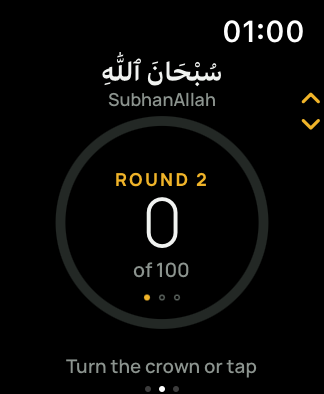 01:00
سُبْحَانَ ٱللَّٰهِ
SubhanAllah
ROUND 2
0
of 100
Turn the crown or tap